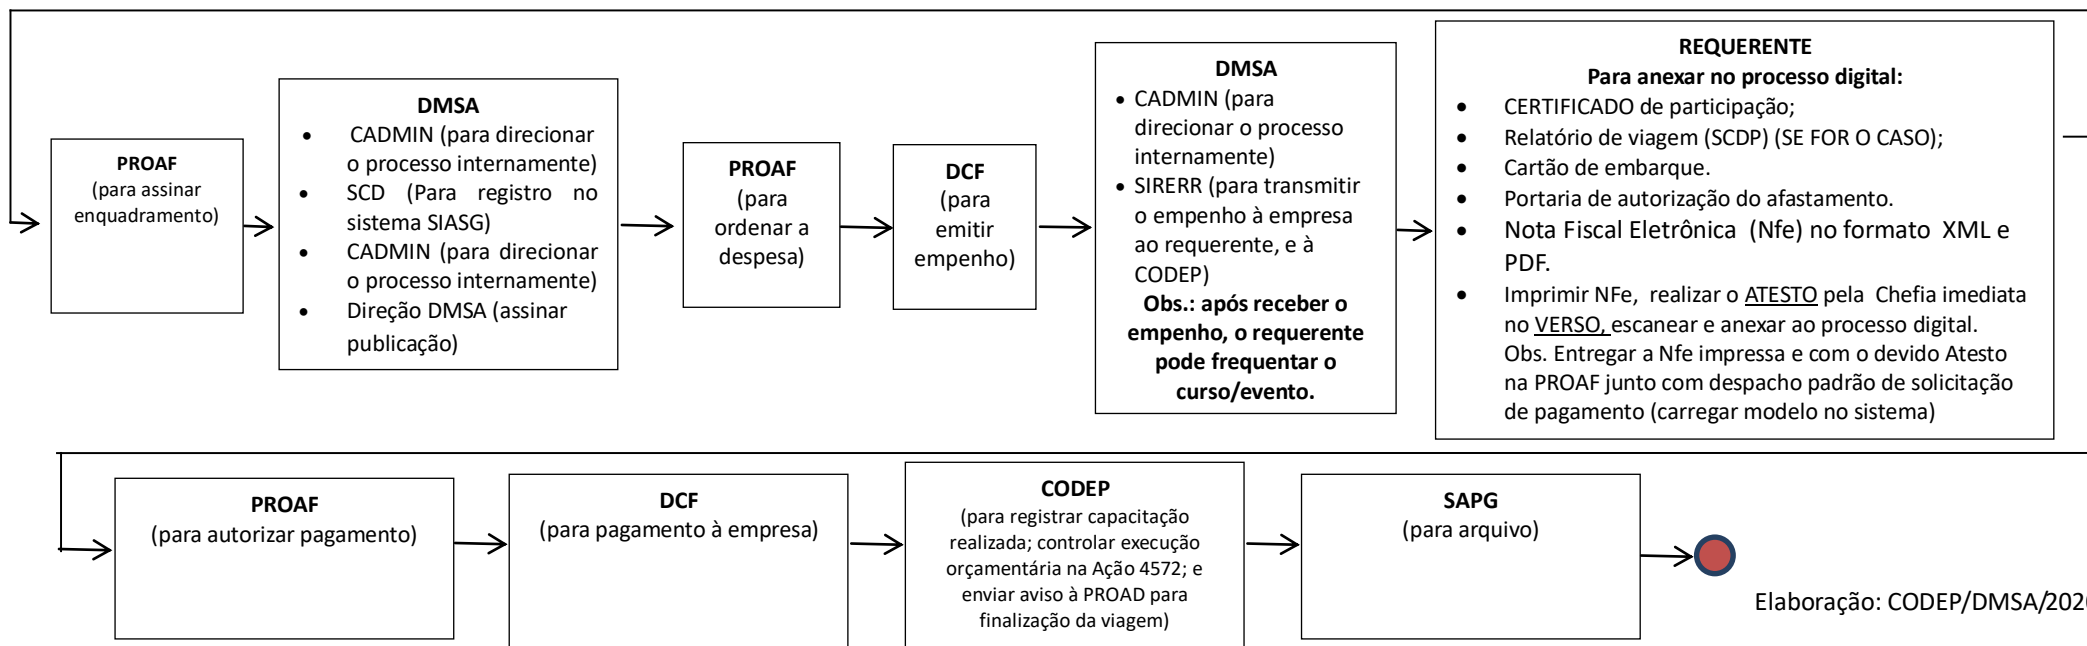 PROAF
(para assinar
enquadramento)
DMSA
• CADMIN (para direcionar
o processo internamente)
• SCD (Para registro no
sistema SIASG)
• CADMIN (para direcionar
o processo internamente)
• Direção DMSA (assinar
publicação)
PROAF
(para
ordenar a
despesa)
DCF
(para
emitir
empenho)
DMSA
• CADMIN (para
direcionar o processo
internamente)
• SIRERR (para transmitir
o empenho à empresa
ao requerente, e à
CODEP)
Obs.: após receber o
empenho, o requerente
pode frequentar o
curso/evento.
REQUERENTE
Para anexar no processo digital:
• CERTIFICADO de participação;
• Relatório de viagem (SCDP) (SE FOR O CASO);
• Cartão de embarque.
• Portaria de autorização do afastamento.
• Nota Fiscal Eletrônica (Nfe) no formato XML e
PDF.
• Imprimir NFe, realizar o ATESTO pela Chefia imediata
no VERSO, escanear e anexar ao processo digital.
Obs. Entregar a Nfe impressa e com o devido Atesto
na PROAF junto com despacho padrão de solicitação
de pagamento (carregar modelo no sistema)
PROAF
(para autorizar pagamento)
DCF
(para pagamento à empresa)
CODEP
(para registrar capacitação
realizada; controlar execução
orçamentária na Ação 4572; e
enviar aviso à PROAD para
finalização da viagem)
SAPG
(para arquivo)
Elaboração: CODEP/DMSA/202